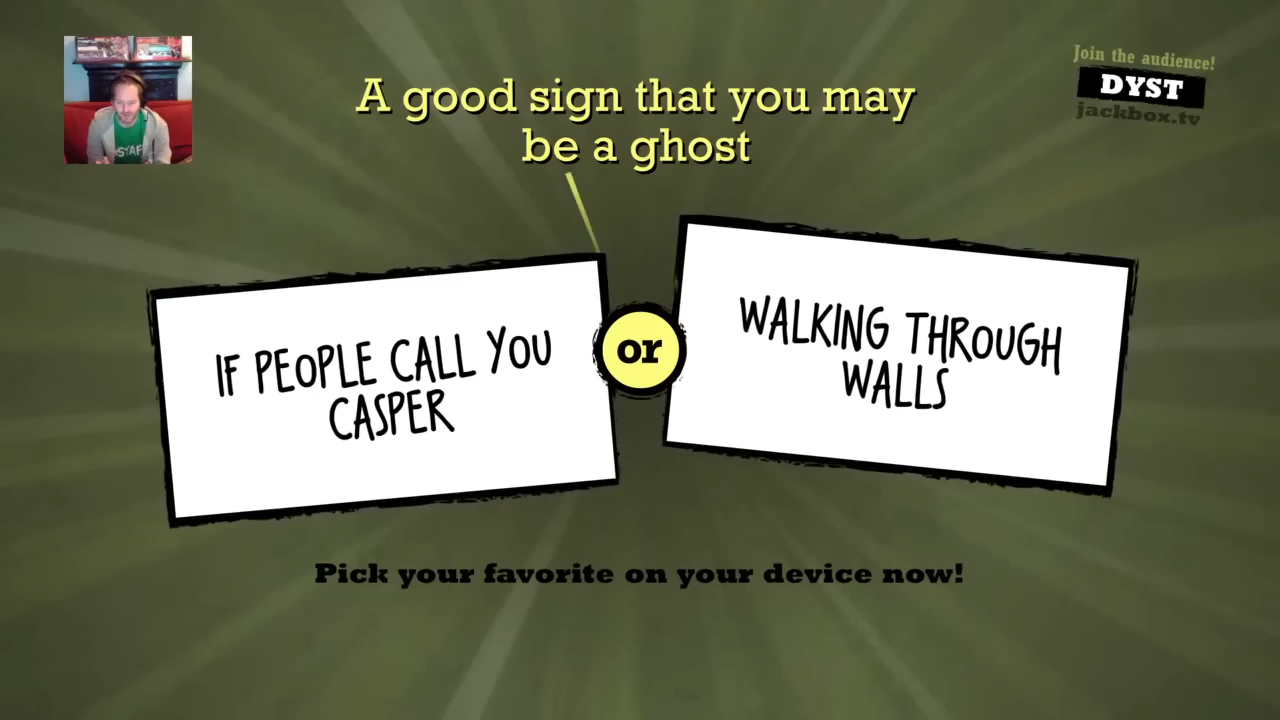 Join the audience!
DYST
jackbox.tv
A good sign that you may
be a ghost
IF PEOPLE CALL YOU
CASPER
or
WALKING THROUGH
WALLS
Pick your favorite on your device now!
STAFF